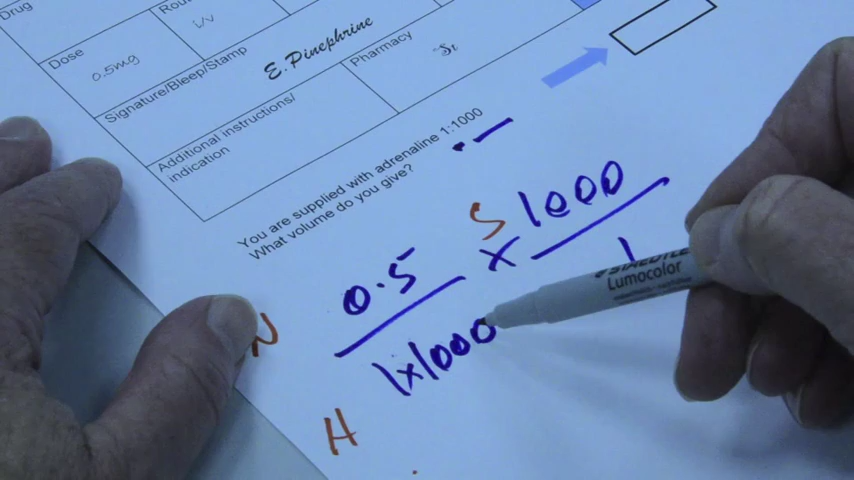 Drug
Rou
Dose
0.5mg
Signature/Bleep/Stamp
E. Pinephrine
Pharmacy
Additional instructions/
indication
You are supplied with adrenaline 1:1000
What volume do you give?
N
0.5
S
×
1000
1x1000
1
H
STAEDTLER
Lumocolor